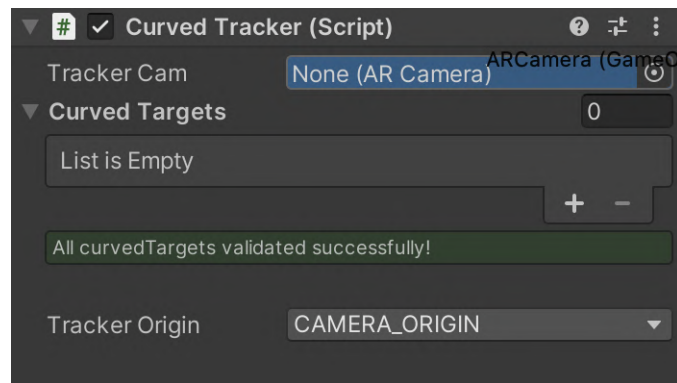 Curved Tracker (Script)
Tracker Cam None (AR Camera) ARCamera (GameO
Curved Targets 0
List is Empty
All curvedTargets validated successfully!
Tracker Origin CAMERA_ORIGIN